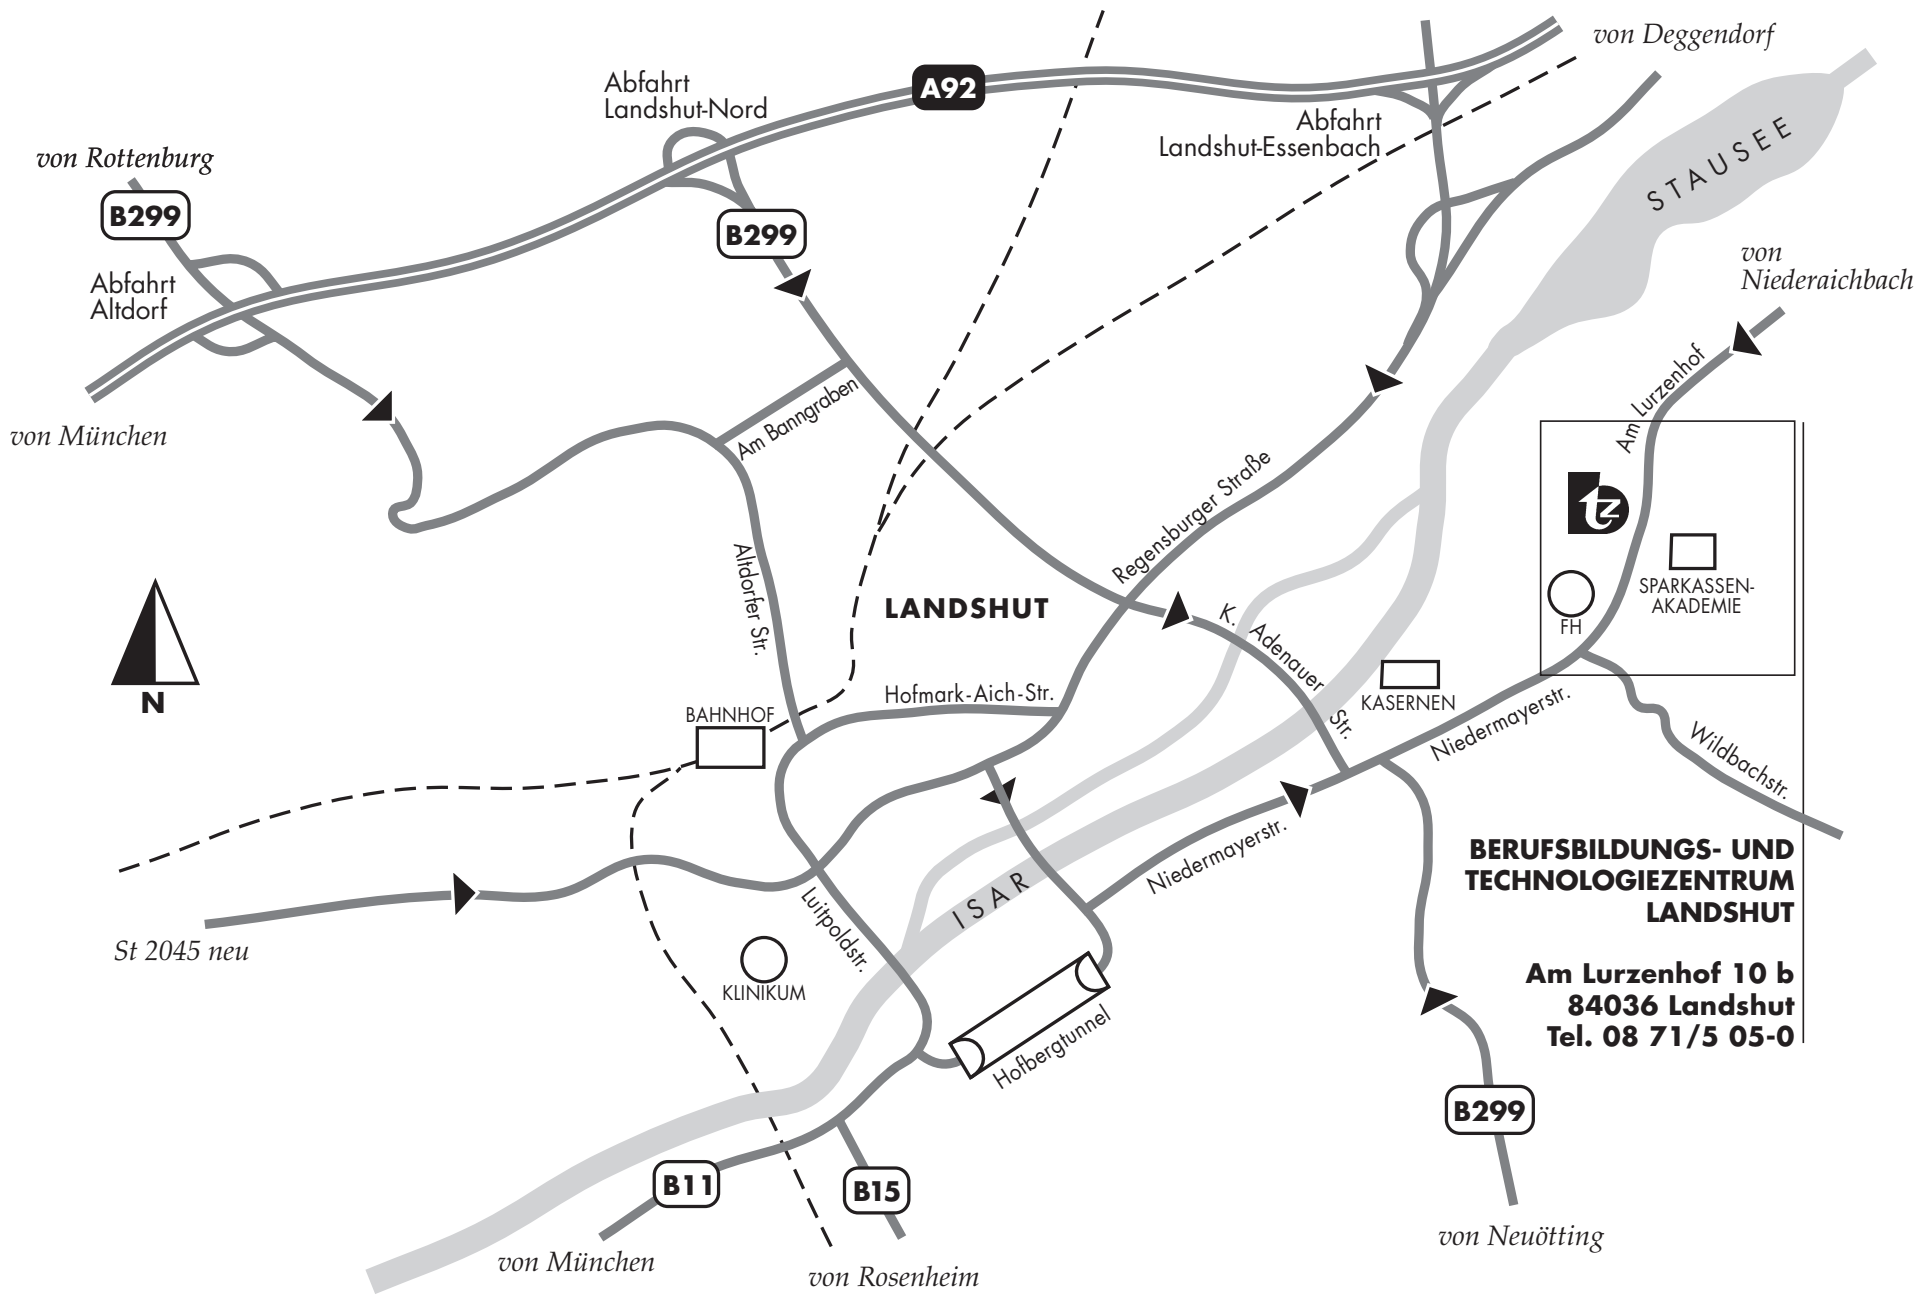 von Deggendorf
A92
Abfahrt
Landshut-Nord
Abfahrt
Landshut-Essenbach
STAUSEE
von Rottenburg
B299
B299
Abfahrt
Altdorf
von
Niederaichbach
von München
Am Banngraben
Am Lurzenhof
Regensburger Straße
tz
Altdorfer Str.
LANDSHUT
K. Adenauer Str.
SPARKASSEN-
AKADEMIE
FH
N
Hofmark-Aich-Str.
BAHNHOF
KASERNEN
Niedermayerstr.
Wildbachstr.
Niedermayerstr.
ISAR
Luitpoldstr.
St 2045 neu
KLINIKUM
Hofbergtunnel
BERUFSBILDUNGS- UND
TECHNOLOGIEZENTRUM
LANDSHUT
Am Lurzenhof 10 b
84036 Landshut
Tel. 08 71/5 05-0
B299
B11
B15
von München
von Rosenheim
von Neuötting